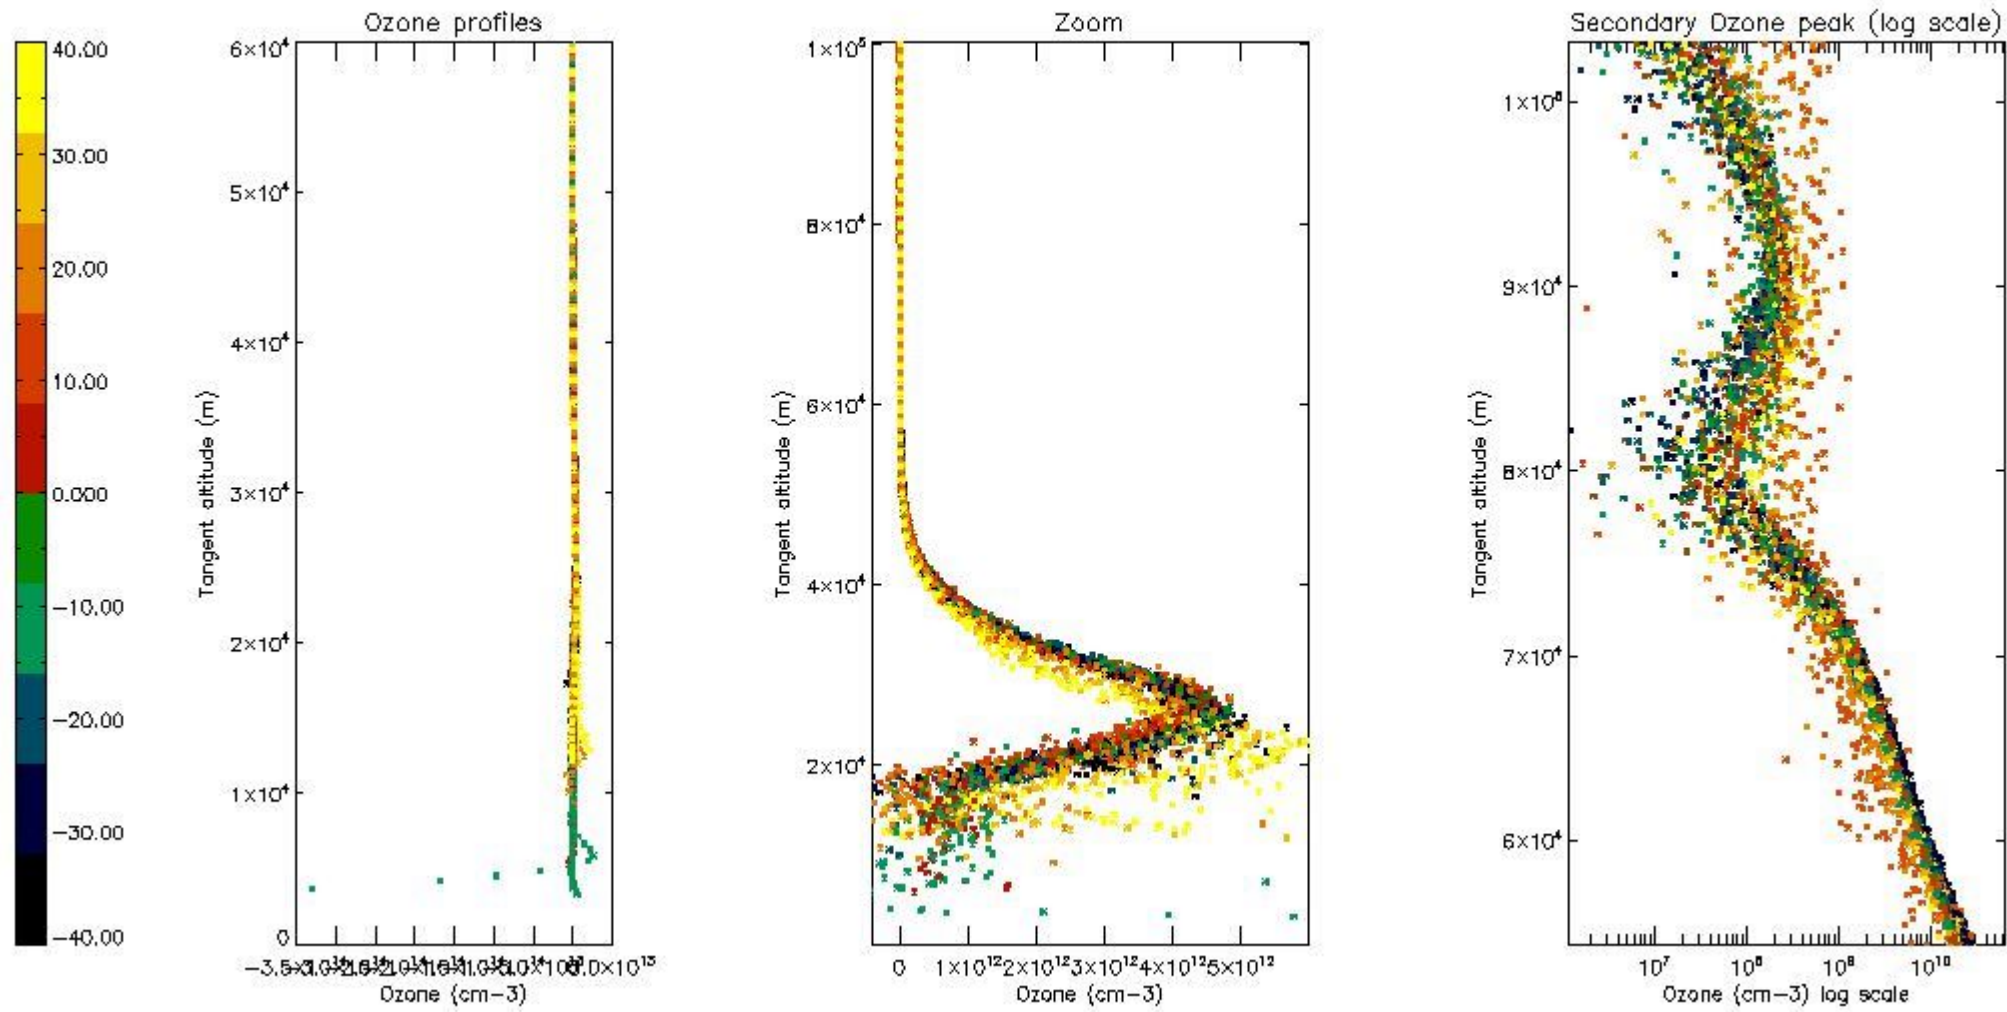 Ozone profiles
Zoom
Secondary Ozone peak (log scale)
40.00
30.00
20.00
10.00
0.000
−10.00
−20.00
−30.00
−40.00
Tangent altitude (m)
6×10⁴
5×10⁴
4×10⁴
3×10⁴
2×10⁴
1×10⁴
0
Ozone (cm−3)
Tangent altitude (m)
1×10⁵
8×10⁴
6×10⁴
4×10⁴
2×10⁴
0 1×10¹² 2×10¹² 3×10¹² 4×10¹² 5×10¹²
Ozone (cm−3)
Tangent altitude (m)
1×10⁵
9×10⁴
8×10⁴
7×10⁴
6×10⁴
10⁷ 10⁸ 10⁹ 10¹⁰
Ozone (cm−3) log scale